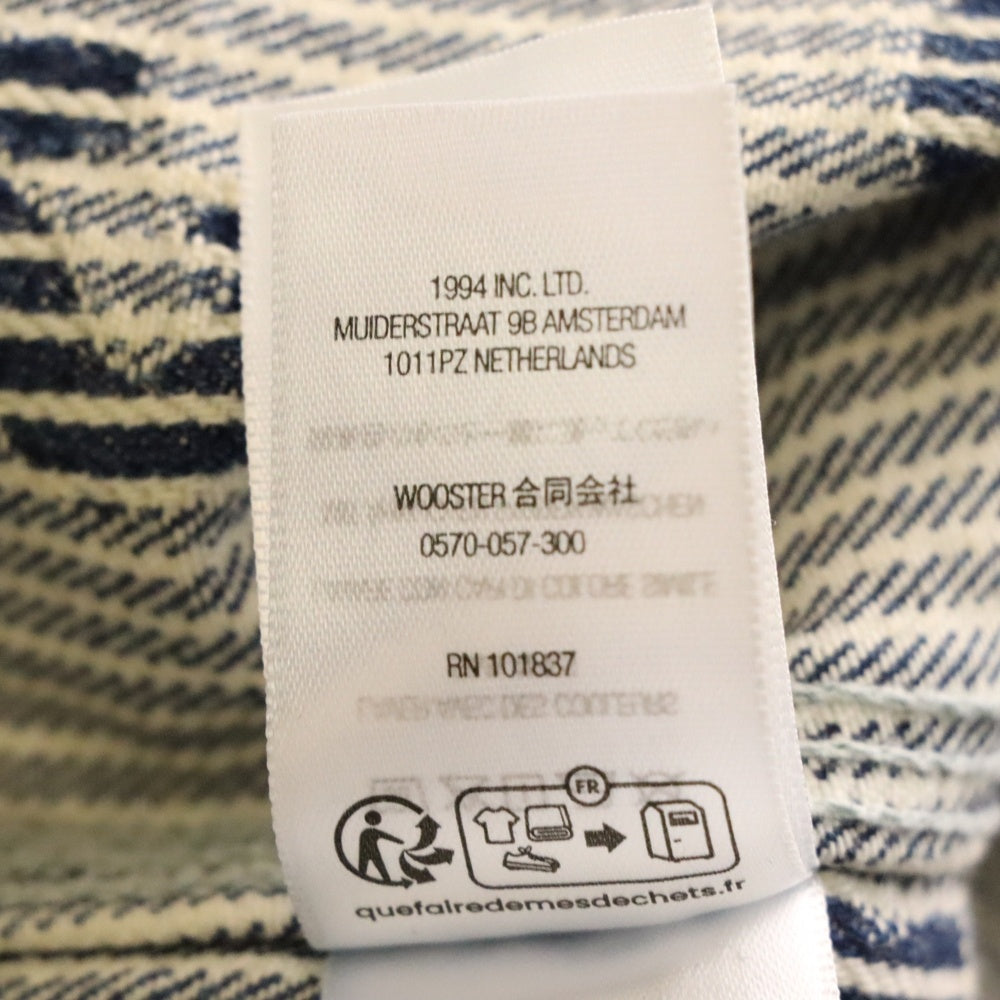 1994 INC. LTD.
MUIDERSTRAAT 9B AMSTERDAM
1011PZ NETHERLANDS
WOOSTER 合同会社
0570-057-300
RN 101837
FR
quefairedemesdechets.fr